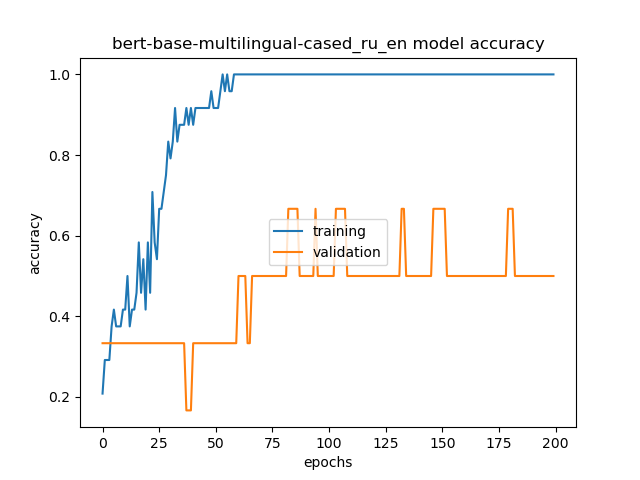 bert-base-multilingual-cased_ru_en model accuracy
1.0
0.8
0.6
0.4
0.2
accuracy
training
validation
0 25 50 75 100 125 150 175 200
epochs